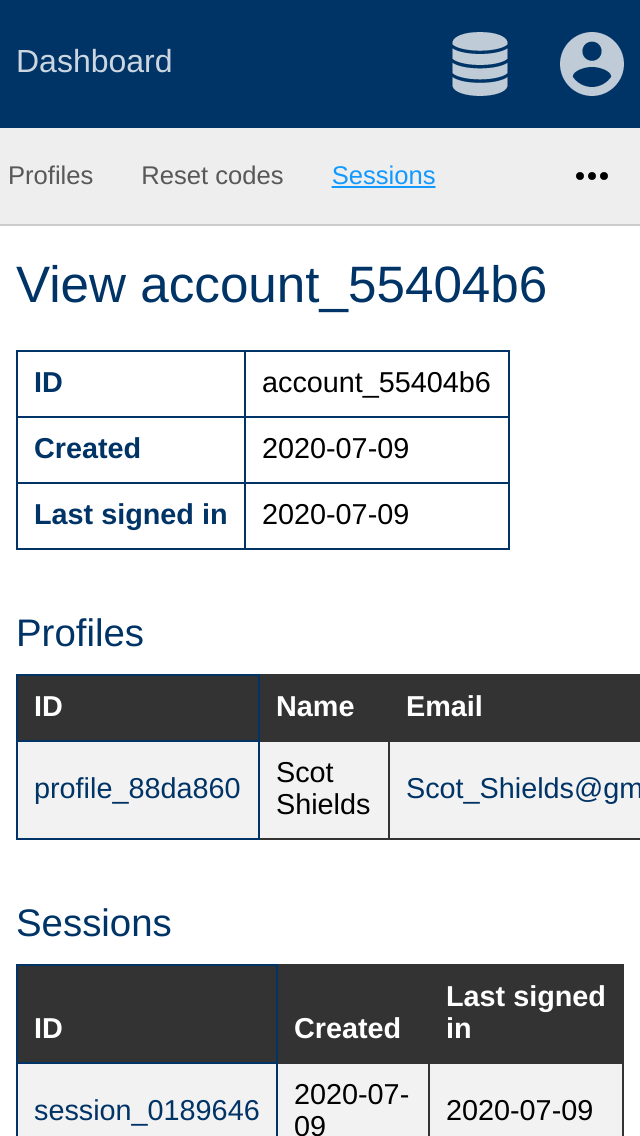 Dashboard
Profiles Reset codes Sessions
View account_55404b6
ID account_55404b6
Created 2020-07-09
Last signed in 2020-07-09
Profiles
ID Name Email
profile_88da860 Scot Shields Scot_Shields@gm
Sessions
ID Created Last signed in
session_0189646 2020-07-09 2020-07-09